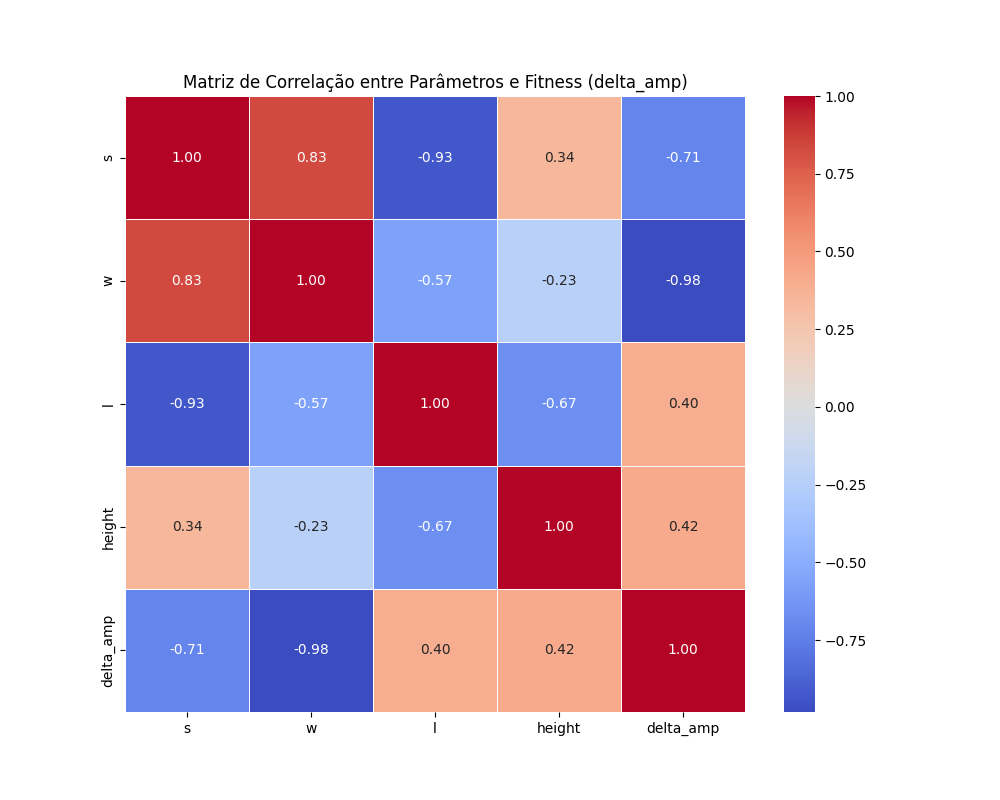 Matriz de Correlação entre Parâmetros e Fitness (delta_amp)
s 1.00 0.83 -0.93 0.34 -0.71
w 0.83 1.00 -0.57 -0.23 -0.98
l -0.93 -0.57 1.00 -0.67 0.40
height 0.34 -0.23 -0.67 1.00 0.42
delta_amp -0.71 -0.98 0.40 0.42 1.00
s w l height delta_amp
1.00
0.75
0.50
0.25
0.00
−0.25
−0.50
−0.75